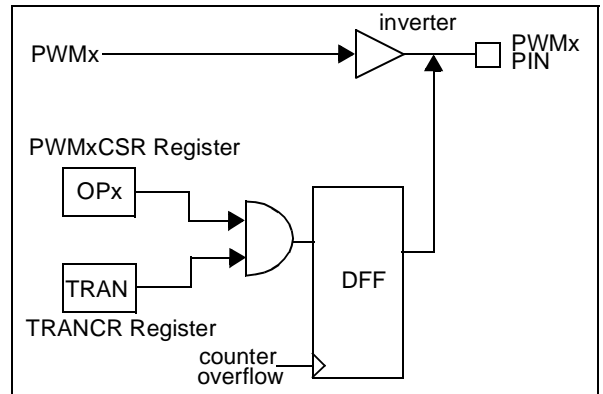 inverter
PWMx
PWMx
PIN
PWMxCSR Register
OPx
TRAN
DFF
TRANCR Register
counter
overflow